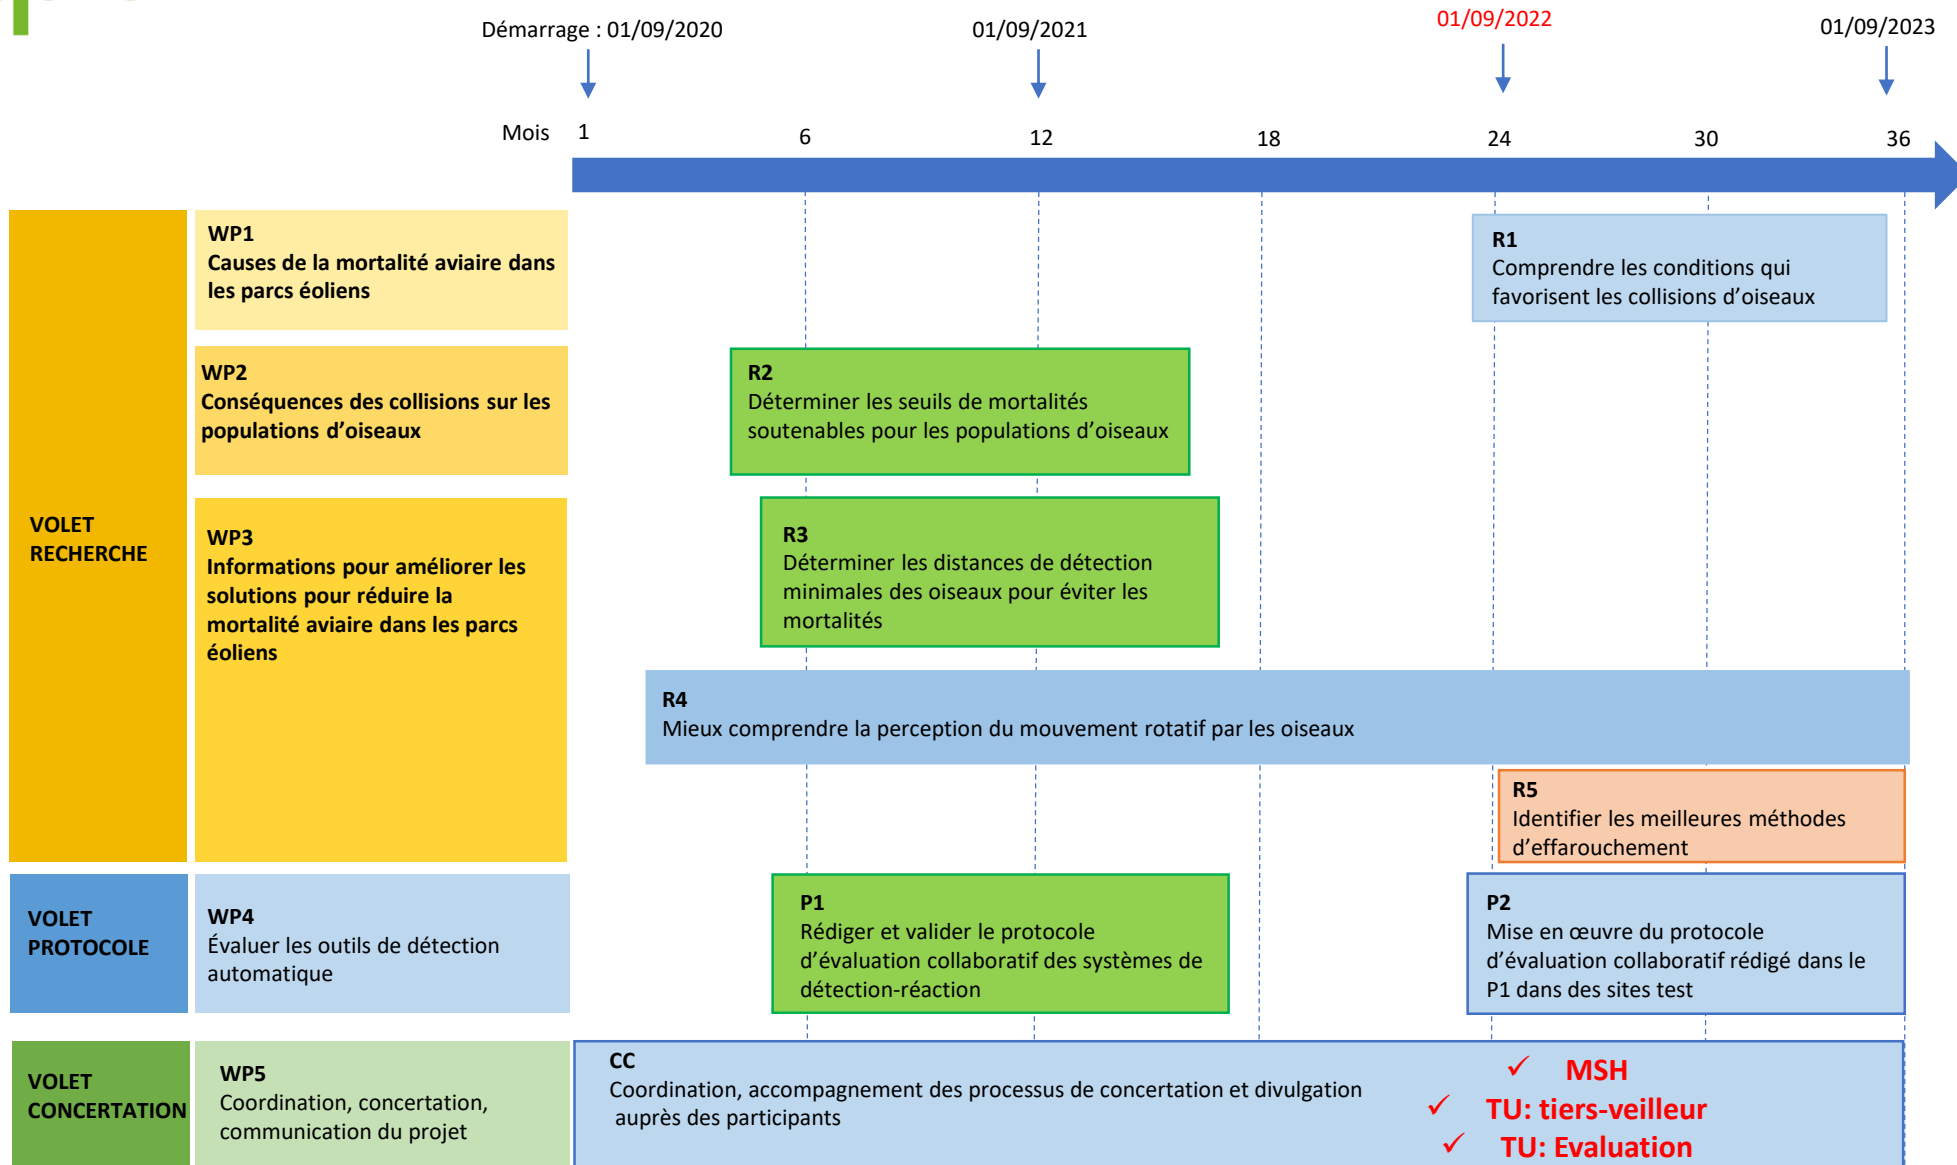 Démarrage : 01/09/2020
01/09/2021
01/09/2022
01/09/2023
Mois
1
6
12
18
24
30
36
VOLET
RECHERCHE
WP1
Causes de la mortalité aviaire dans
les parcs éoliens
R1
Comprendre les conditions qui
favorisent les collisions d'oiseaux
WP2
Conséquences des collisions sur les
populations d'oiseaux
R2
Déterminer les seuils de mortalités
soutenables pour les populations d'oiseaux
WP3
Informations pour améliorer les
solutions pour réduire la
mortalité aviaire dans les parcs
éoliens
R3
Déterminer les distances de détection
minimales des oiseaux pour éviter les
mortalités
R4
Mieux comprendre la perception du mouvement rotatif par les oiseaux
R5
Identifier les meilleures méthodes
d'effarouchement
VOLET
PROTOCOLE
WP4
Évaluer les outils de détection
automatique
P1
Rédiger et valider le protocole
d'évaluation collaboratif des systèmes de
détection-réaction
P2
Mise en œuvre du protocole
d'évaluation collaboratif rédigé dans le
P1 dans des sites test
VOLET
CONCERTATION
WP5
Coordination, concertation,
communication du projet
CC
Coordination, accompagnement des processus de concertation et divulgation
auprès des participants
✓ MSH
✓ TU: tiers-veilleur
✓ TU: Evaluation